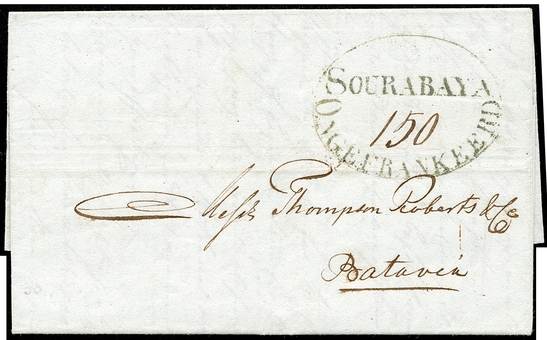 SOURABAYA
150
ONGEFRANKEERD
Messrs Thompson Roberts & Co
Batavia